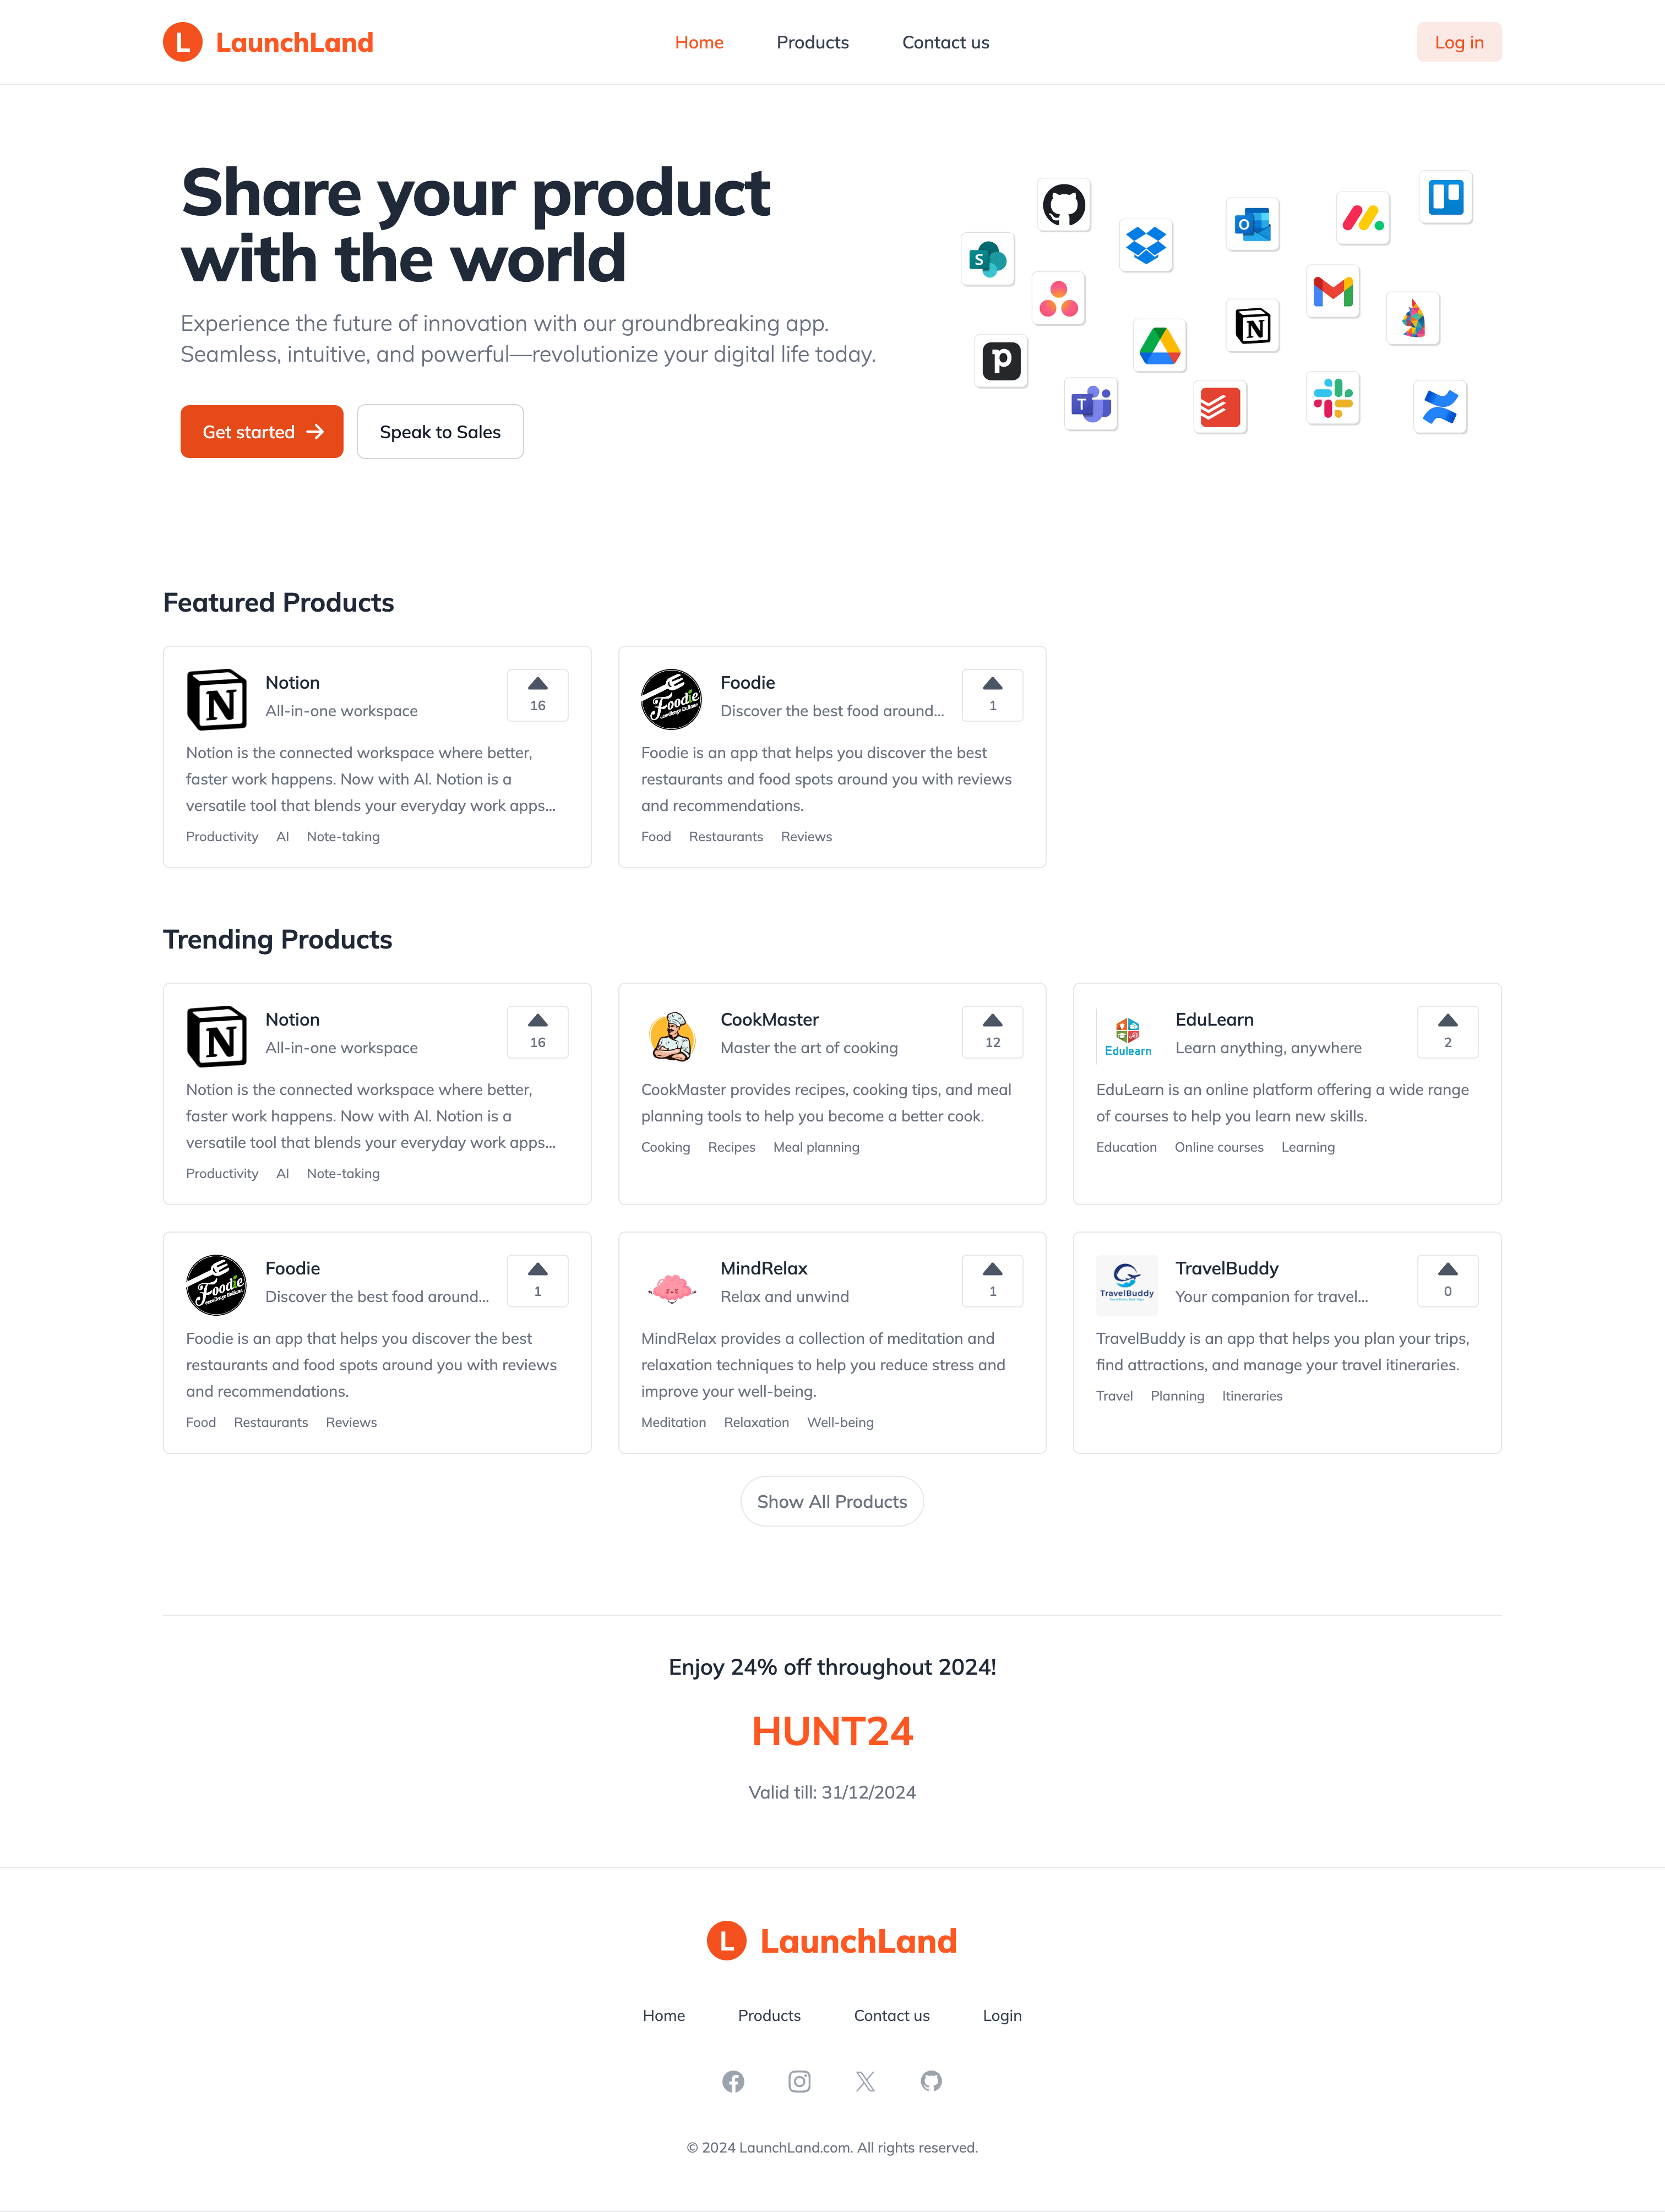 L LaunchLand
Home Products Contact us
Log in
Share your product
with the world
Experience the future of innovation with our groundbreaking app.
Seamless, intuitive, and powerful—revolutionize your digital life today.
Get started
Speak to Sales
Featured Products
Notion
All-in-one workspace
16
Notion is the connected workspace where better,
faster work happens. Now with AI. Notion is a
versatile tool that blends your everyday work apps...
Productivity AI Note-taking
Foodie
Foodie
Discover the best food around...
1
Foodie is an app that helps you discover the best
restaurants and food spots around you with reviews
and recommendations.
Food Restaurants Reviews
Trending Products
Notion
All-in-one workspace
16
Notion is the connected workspace where better,
faster work happens. Now with AI. Notion is a
versatile tool that blends your everyday work apps...
Productivity AI Note-taking
CookMaster
Master the art of cooking
12
CookMaster provides recipes, cooking tips, and meal
planning tools to help you become a better cook.
Cooking Recipes Meal planning
Edulearn
EduLearn
Learn anything, anywhere
2
EduLearn is an online platform offering a wide range
of courses to help you learn new skills.
Education Online courses Learning
Foodie
Foodie
Discover the best food around...
1
Foodie is an app that helps you discover the best
restaurants and food spots around you with reviews
and recommendations.
Food Restaurants Reviews
MindRelax
Relax and unwind
1
MindRelax provides a collection of meditation and
relaxation techniques to help you reduce stress and
improve your well-being.
Meditation Relaxation Well-being
TravelBuddy
TravelBuddy
Your companion for travel...
0
TravelBuddy is an app that helps you plan your trips,
find attractions, and manage your travel itineraries.
Travel Planning Itineraries
Show All Products
Enjoy 24% off throughout 2024!
HUNT24
Valid till: 31/12/2024
L LaunchLand
Home Products Contact us Login
© 2024 LaunchLand.com. All rights reserved.